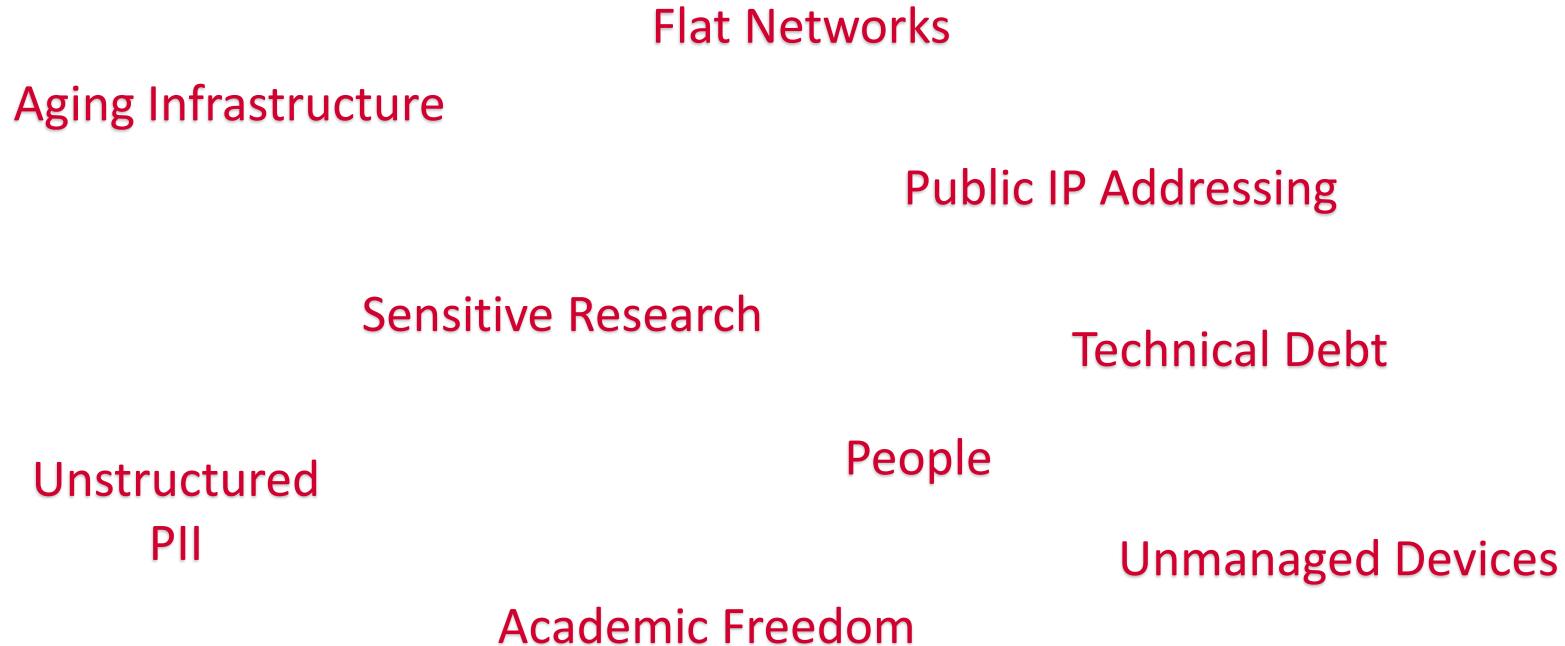 Flat Networks
Aging Infrastructure
Public IP Addressing
Sensitive Research
Technical Debt
People
Unstructured
PII
Unmanaged Devices
Academic Freedom